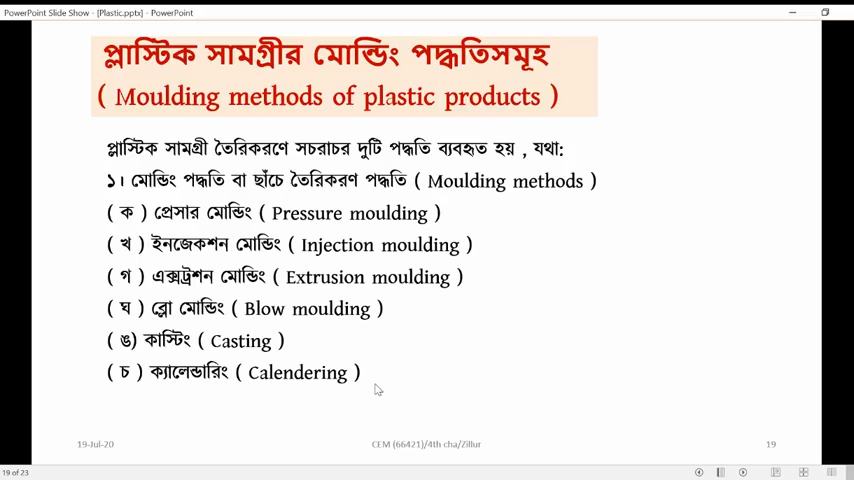 PowerPoint Slide Show - [Plastic.pptx] - PowerPoint
প্লাস্টিক সামগ্রীর মোল্ডিং পদ্ধতিসমূহ
( Moulding methods of plastic products )
প্লাস্টিক সামগ্রী তৈরিকরণে সচরাচর দুটি পদ্ধতি ব্যবহৃত হয় , যথা:
১। মোল্ডিং পদ্ধতি বা ছাঁচে তৈরিকরণ পদ্ধতি ( Moulding methods )
( ক ) প্রেসার মোল্ডিং ( Pressure moulding )
( খ ) ইনজেকশন মোল্ডিং ( Injection moulding )
( গ ) এক্সট্রুশন মোল্ডিং ( Extrusion moulding )
( ঘ ) ব্লো মোল্ডিং ( Blow moulding )
( ঙ) কাস্টিং ( Casting )
( চ ) ক্যালেন্ডারিং ( Calendering )
19-Jul-20 CEM (66421)/4th cha/Zillur 19
19 of 23